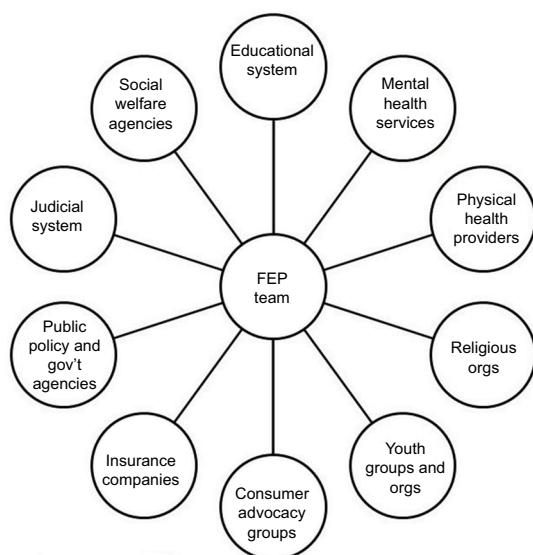 Educational
system
Mental
health
services
Physical
health
providers
Religious
orgs
Youth
groups and
orgs
Consumer
advocacy
groups
Insurance
companies
Public
policy and
gov't
agencies
Judicial
system
Social
welfare
agencies
FEP
team